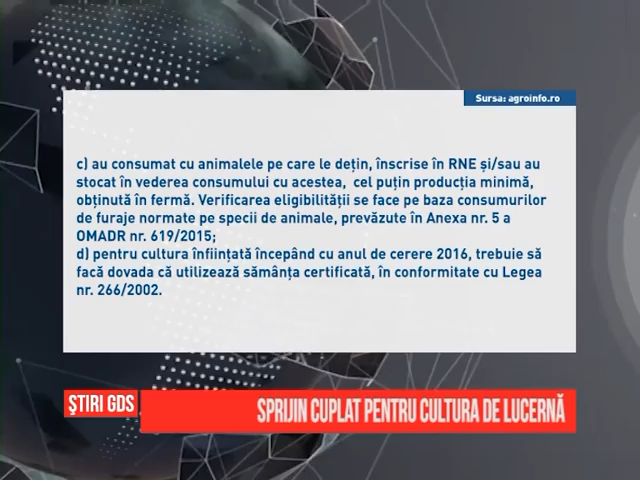 Sursa: agroinfo.ro
c) au consumat cu animalele pe care le dețin, înscrise în RNE și/sau au
stocat în vederea consumului cu acestea, cel puțin producția minimă,
obținută în fermă. Verificarea eligibilității se face pe baza consumurilor
de furaje normate pe specii de animale, prevăzute în Anexa nr. 5 a
OMADR nr. 619/2015;
d) pentru cultura înființată începând cu anul de cerere 2016, trebuie să
facă dovada că utilizează sămânța certificată, în conformitate cu Legea
nr. 266/2002.
ŞTIRI GDS
SPRIJIN CUPLAT PENTRU CULTURA DE LUCERNĂ